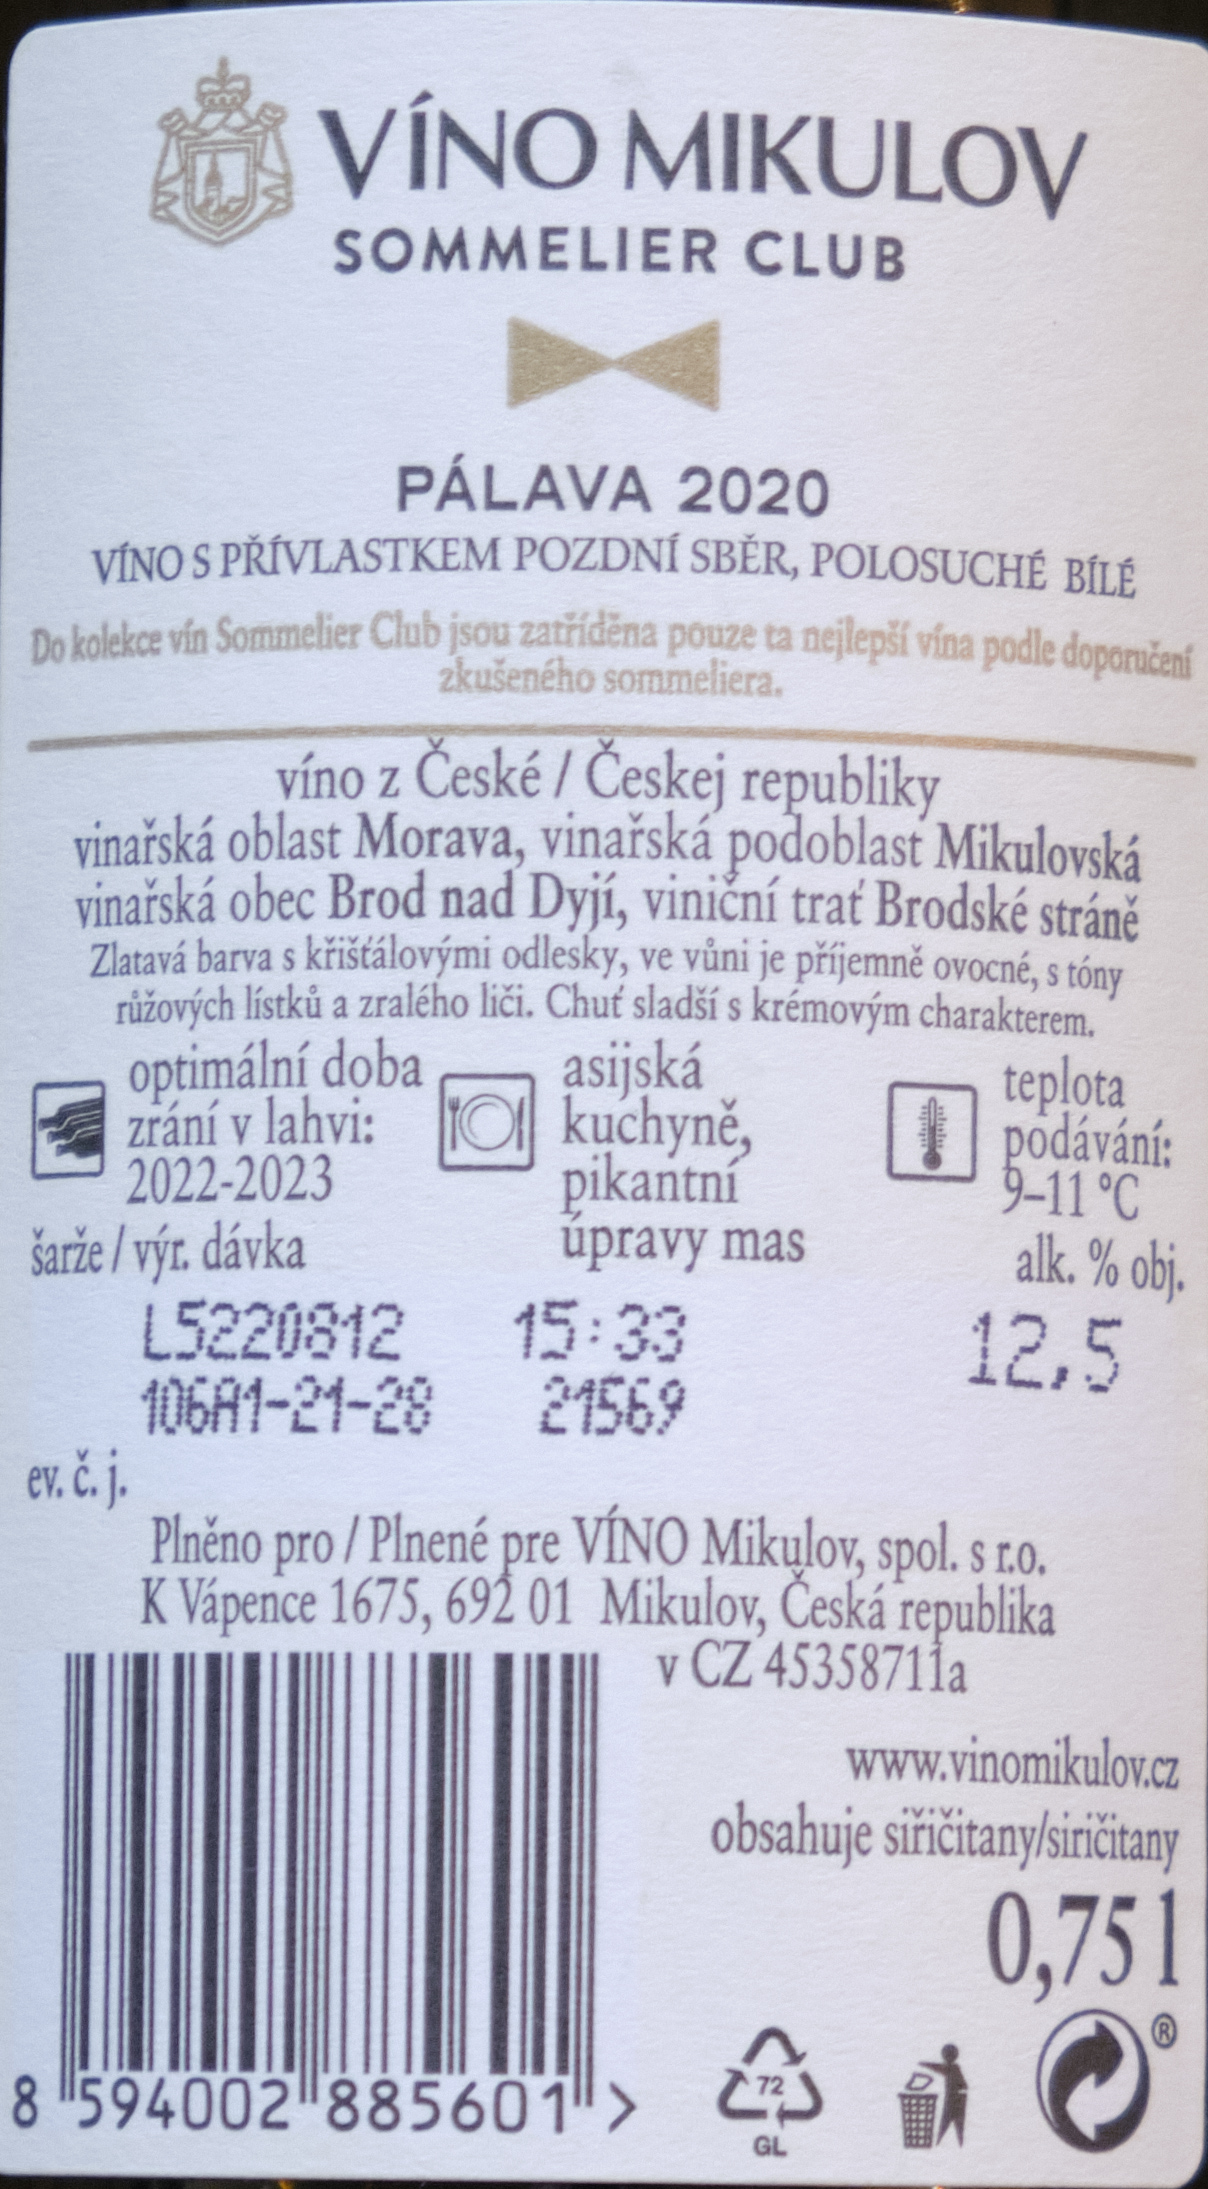 VÍNO MIKULOV
SOMMELIER CLUB
PÁLAVA 2020
VÍNO S PŘÍVLASTKEM POZDNÍ SBĚR, POLOSUCHÉ BÍLÉ
Do kolekce vín Sommelier Club jsou zatříděna pouze ta nejlepší vína podle doporučení
zkušeného sommeliera.
víno z České / Českej republiky
vinařská oblast Morava, vinařská podoblast Mikulovská
vinařská obec Brod nad Dyjí, viniční trať Brodské stráně
Zlatavá barva s křišťálovými odlesky, ve vůni je příjemně ovocné, s tóny
růžových lístků a zralého liči. Chuť sladší s krémovým charakterem.
optimální doba
zrání v lahvi:
2022-2023
asijská
kuchyně,
pikantní
úpravy mas
teplota
podávání:
9–11 °C
šarže / výr. dávka
alk. % obj.
L5220812 15:33
12,5
106A1-21-28 21569
ev. č. j.
Plněno pro / Plnené pre VÍNO Mikulov, spol. s r.o.
K Vápence 1675, 692 01 Mikulov, Česká republika
v CZ 45358711a
www.vinomikulov.cz
obsahuje siřičitany/siričitany
0,75 l
®
72
GL
8 594002 885601 >